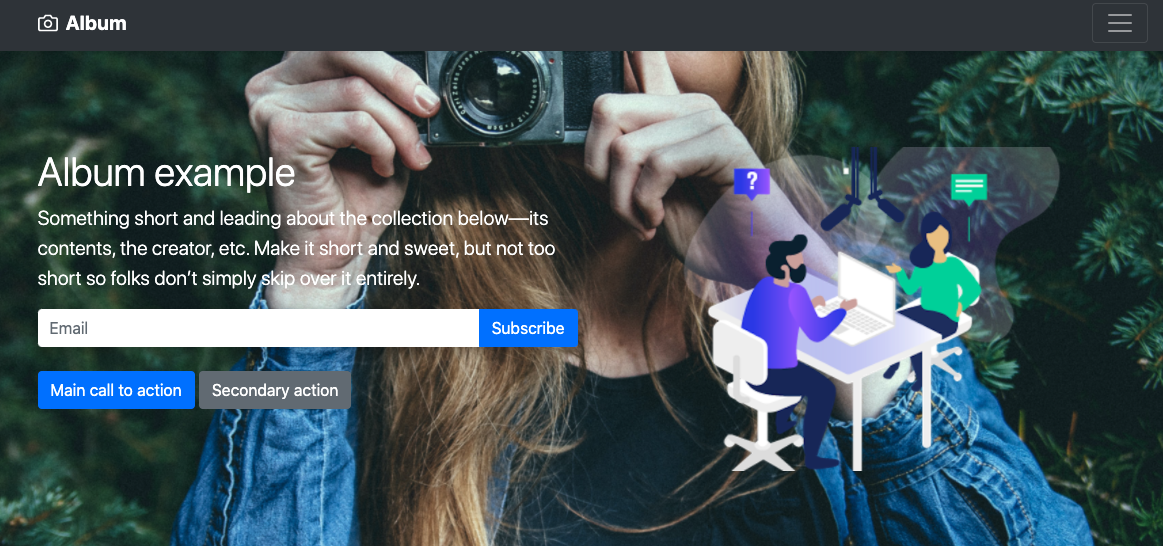 Album
Album example
Something short and leading about the collection below—its
contents, the creator, etc. Make it short and sweet, but not too
short so folks don’t simply skip over it entirely.
Email
Subscribe
Main call to action
Secondary action
?